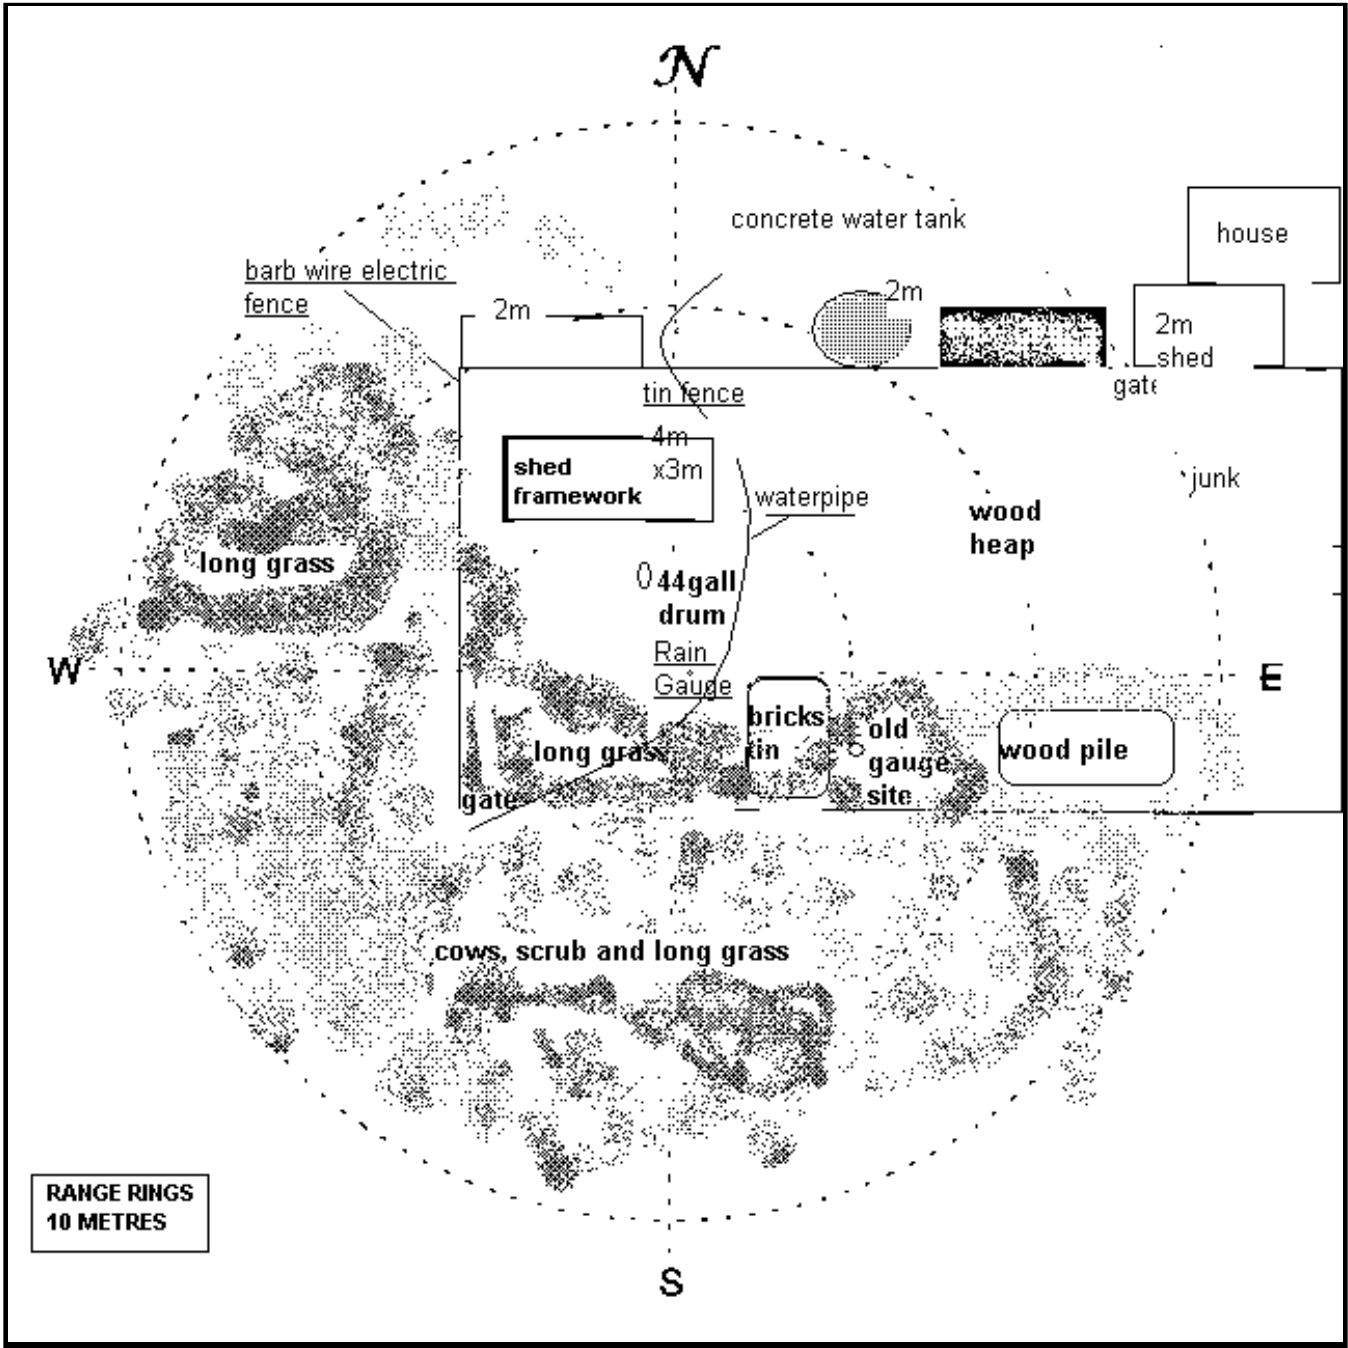 N
concrete water tank
house
barb wire electric
fence
2m
2m
2m
shed
gate
tin fence
4m
x3m
shed
framework
junk
waterpipe
wood
heap
long grass
44gall
drum
Rain
Gauge
W
E
bricks
tin
old
gauge
site
wood pile
long grass
gate
cows, scrub and long grass
RANGE RINGS
10 METRES
S